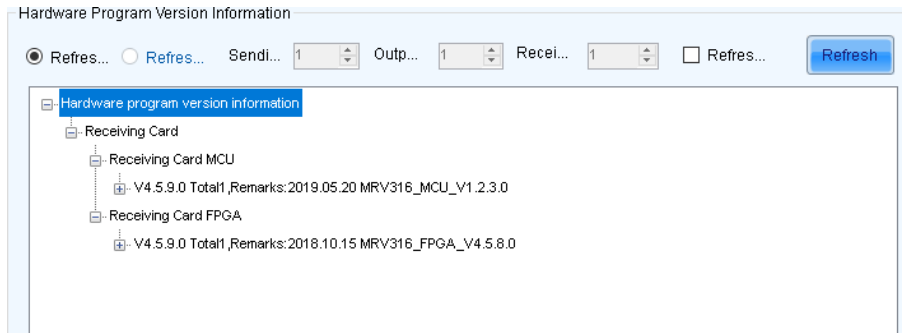 Hardware Program Version Information
Refres... Refres... Sendi... 1 Outp... 1 Recei... 1 Refres... Refresh
Hardware program version information
Receiving Card
Receiving Card MCU
V4.5.9.0 Total1 ,Remarks:2019.05.20 MRV316_MCU_V1.2.3.0
Receiving Card FPGA
V4.5.9.0 Total1 ,Remarks:2018.10.15 MRV316_FPGA_V4.5.8.0